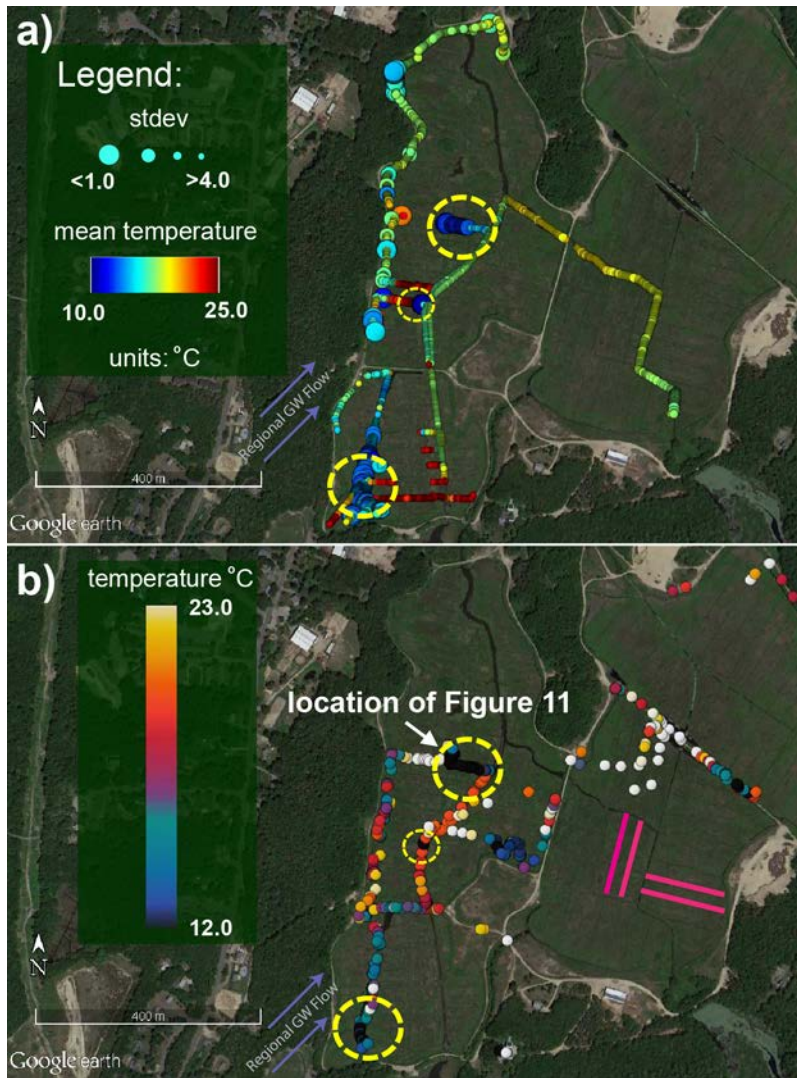 a)
Legend:
stdev
<1.0 >4.0
mean temperature
10.0 25.0
units: °C
Regional GW Flow
N
400 m
Google earth
b)
temperature °C
23.0
location of Figure 11
12.0
Regional GW Flow
N
400 m
Google earth